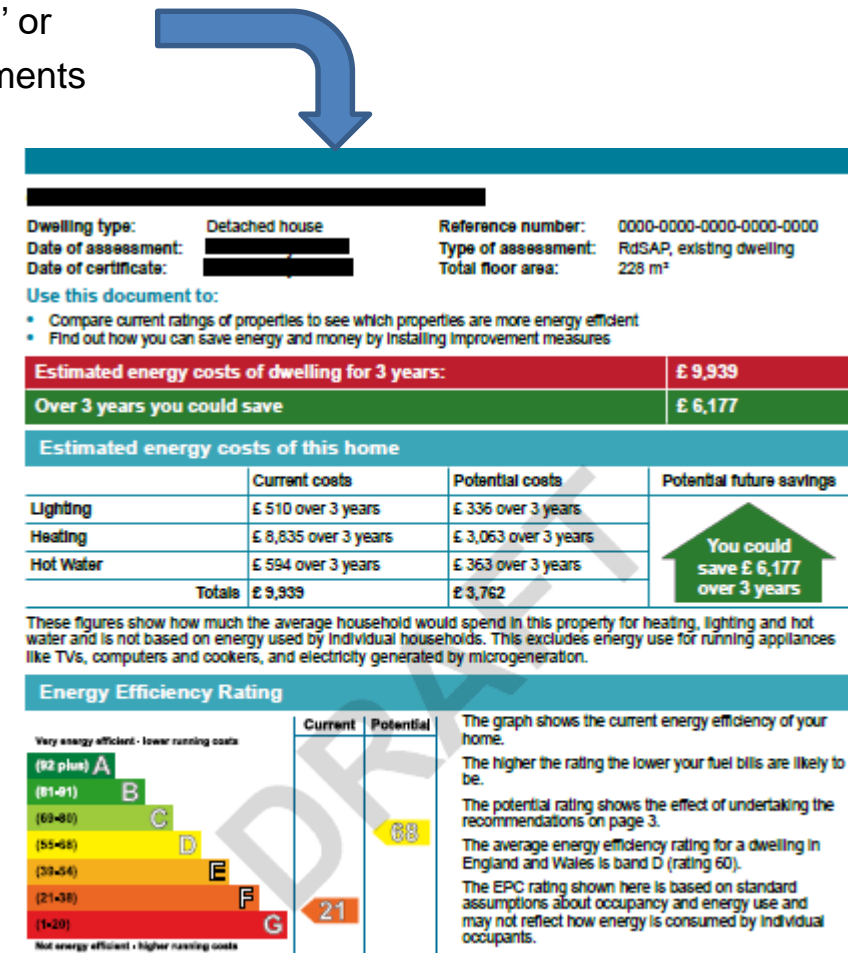 ’ or
ments
Dwelling type: Detached house Reference number: 0000-0000-0000-0000-0000
Date of assessment: Type of assessment: RdSAP, existing dwelling
Date of certificate: Total floor area: 228 m²
Use this document to:
• Compare current ratings of properties to see which properties are more energy efficient
• Find out how you can save energy and money by installing improvement measures
Estimated energy costs of dwelling for 3 years: £ 9,939
Over 3 years you could save £ 6,177
Estimated energy costs of this home
Current costs Potential costs Potential future savings
Lighting £ 510 over 3 years £ 336 over 3 years
Heating £ 8,835 over 3 years £ 3,063 over 3 years
Hot Water £ 594 over 3 years £ 363 over 3 years
Totals £ 9,939 £ 3,762
You could
save £ 6,177
over 3 years
These figures show how much the average household would spend in this property for heating, lighting and hot
water and is not based on energy used by individual households. This excludes energy use for running appliances
like TVs, computers and cookers, and electricity generated by microgeneration.
Energy Efficiency Rating
Current Potential
Very energy efficient - lower running costs
(92 plus) A
(81-91) B
(69-80) C
(55-68) D
68
(39-54) E
(21-38) F
21
(1-20) G
Not energy efficient - higher running costs
The graph shows the current energy efficiency of your
home.
The higher the rating the lower your fuel bills are likely to
be.
The potential rating shows the effect of undertaking the
recommendations on page 3.
The average energy efficiency rating for a dwelling in
England and Wales is band D (rating 60).
The EPC rating shown here is based on standard
assumptions about occupancy and energy use and
may not reflect how energy is consumed by individual
occupants.
DRAFT